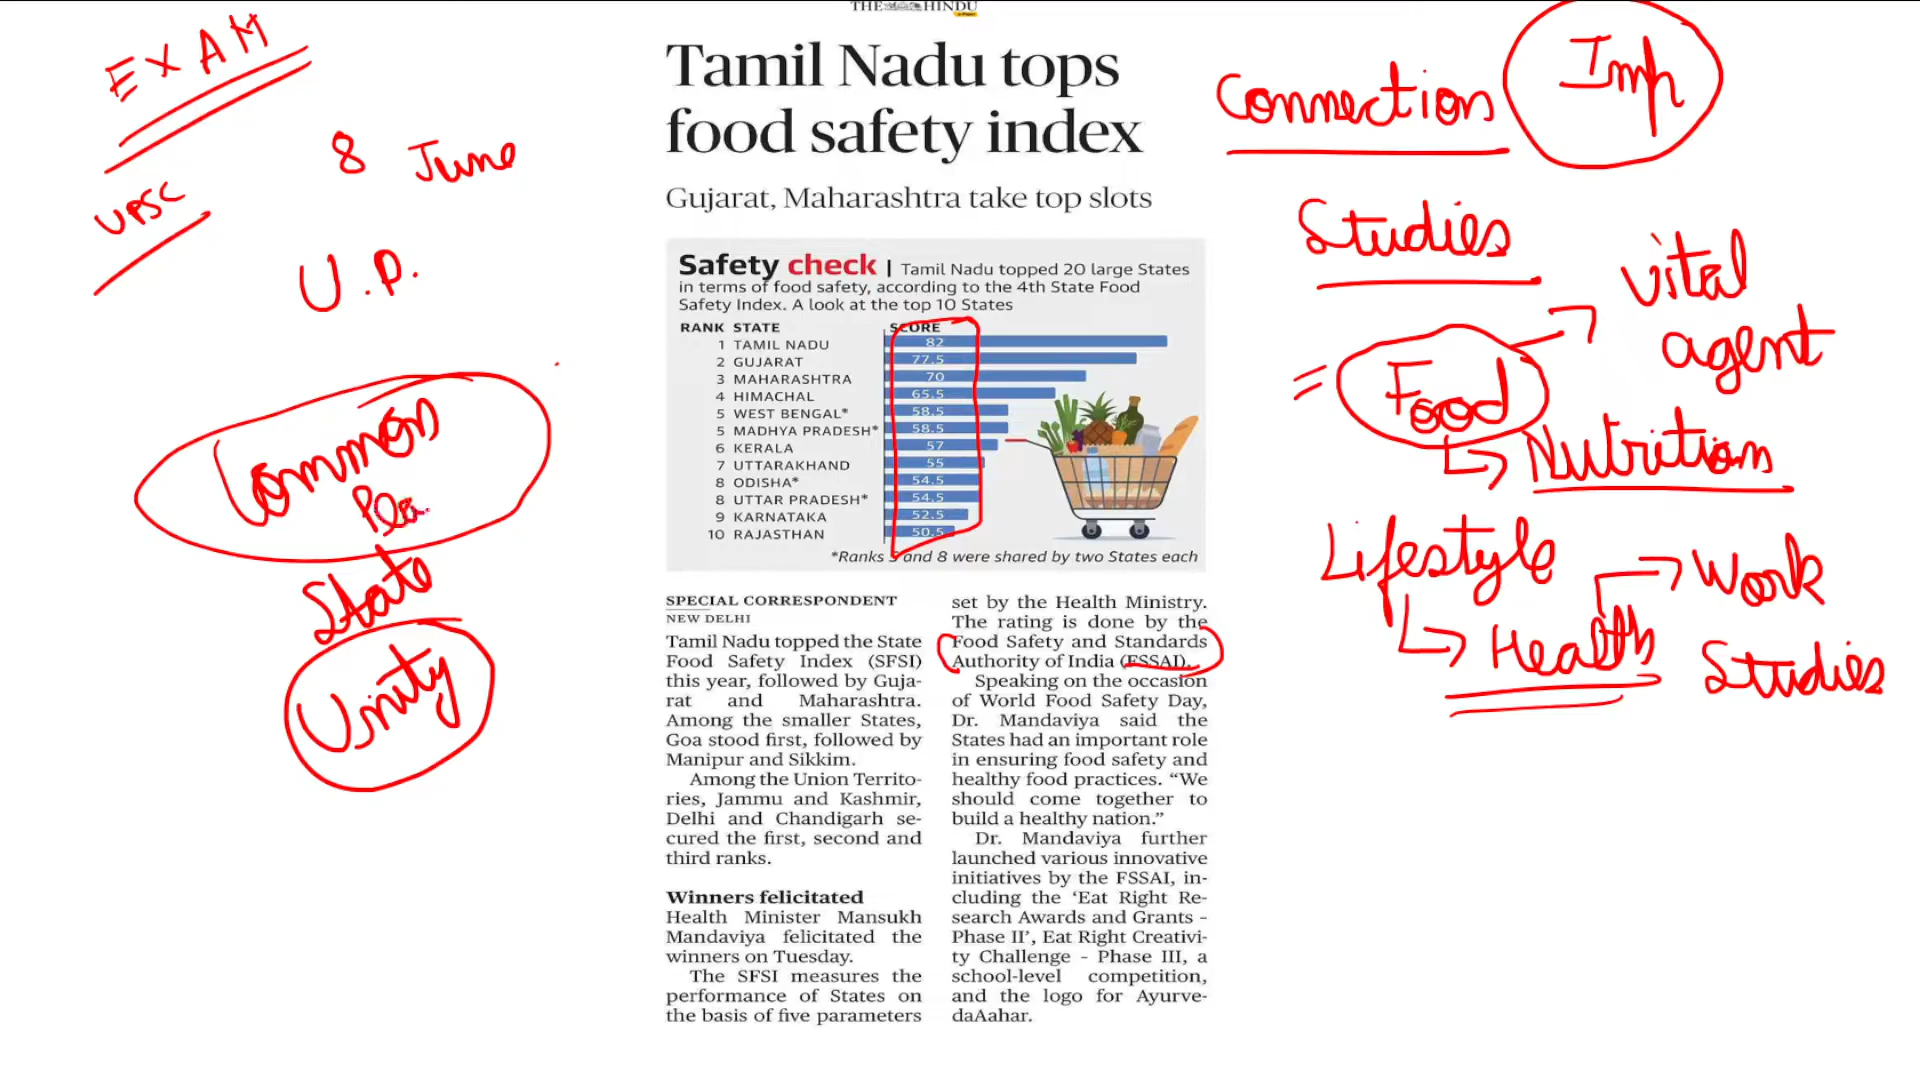 THE HINDU
Tamil Nadu tops
food safety index
Gujarat, Maharashtra take top slots
Safety check | Tamil Nadu topped 20 large States
in terms of food safety, according to the 4th State Food
Safety Index. A look at the top 10 States
RANK STATE SCORE
1 TAMIL NADU 82
2 GUJARAT 77.5
3 MAHARASHTRA 70
4 HIMACHAL 65.5
5 WEST BENGAL* 58.5
5 MADHYA PRADESH* 58.5
6 KERALA 57
7 UTTARAKHAND 55
8 ODISHA* 54.5
8 UTTAR PRADESH* 54.5
9 KARNATAKA 52.5
10 RAJASTHAN 50.5
*Ranks 5 and 8 were shared by two States each
SPECIAL CORRESPONDENT
NEW DELHI
Tamil Nadu topped the State
Food Safety Index (SFSI)
this year, followed by Guja-
rat and Maharashtra.
Among the smaller States,
Goa stood first, followed by
Manipur and Sikkim.
Among the Union Territo-
ries, Jammu and Kashmir,
Delhi and Chandigarh se-
cured the first, second and
third ranks.
Winners felicitated
Health Minister Mansukh
Mandaviya felicitated the
winners on Tuesday.
The SFSI measures the
performance of States on
the basis of five parameters
set by the Health Ministry.
The rating is done by the
Food Safety and Standards
Authority of India (FSSAI).
Speaking on the occasion
of World Food Safety Day,
Dr. Mandaviya said the
States had an important role
in ensuring food safety and
healthy food practices. “We
should come together to
build a healthy nation.”
Dr. Mandaviya further
launched various innovative
initiatives by the FSSAI, in-
cluding the ‘Eat Right Re-
search Awards and Grants -
Phase II’, Eat Right Creativi-
ty Challenge - Phase III, a
school-level competition,
and the logo for Ayurve-
daAahar.
EXAM
UPSC
8 June
U.P.
Common
State
Unity
Connection
Imp
Studies
Food
vital
agent
Nutrition
Lifestyle
Health
Work
Studies